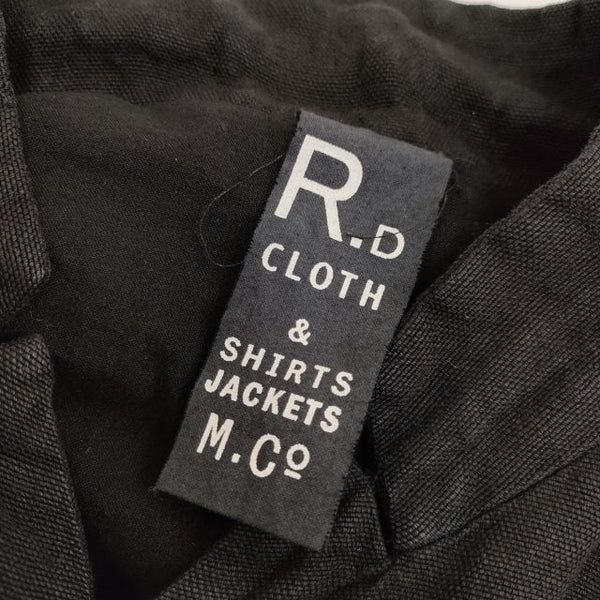 R.D
CLOTH
&
SHIRTS
JACKETS
M.Co